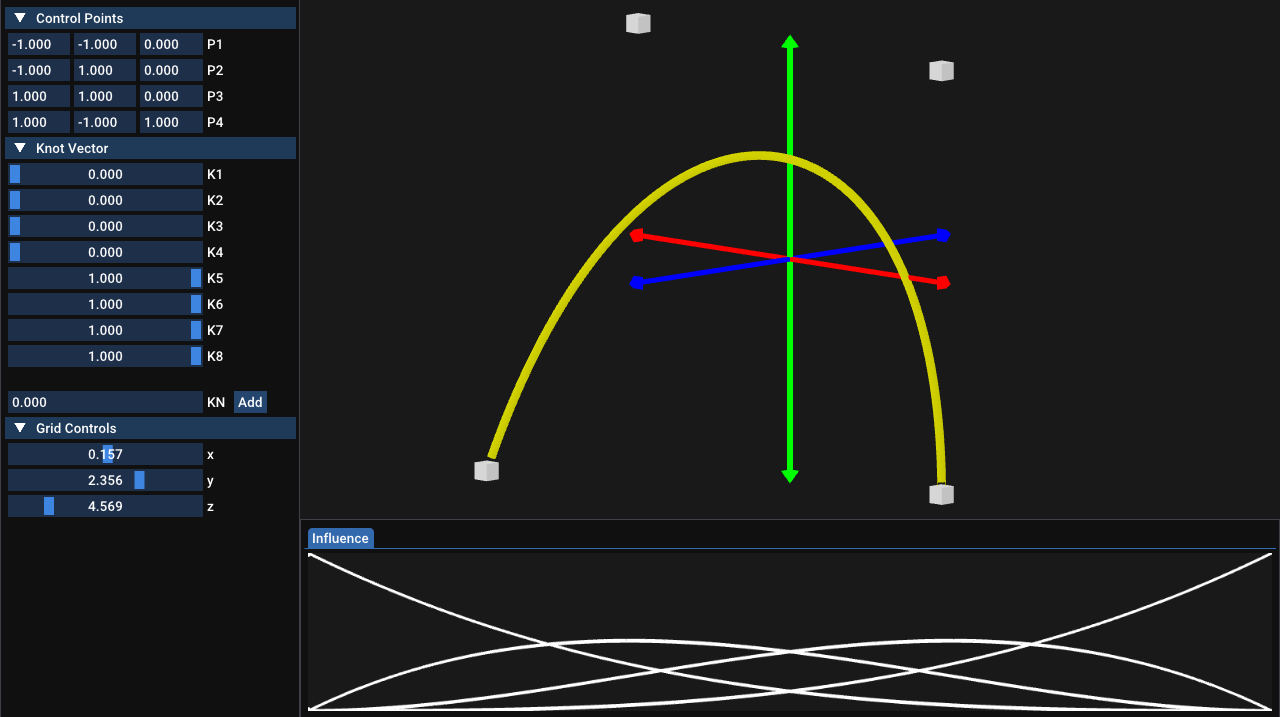 Control Points
-1.000 -1.000 0.000 P1
-1.000 1.000 0.000 P2
1.000 1.000 0.000 P3
1.000 -1.000 1.000 P4
Knot Vector
0.000 K1
0.000 K2
0.000 K3
0.000 K4
1.000 K5
1.000 K6
1.000 K7
1.000 K8
0.000 KN Add
Grid Controls
0.157 x
2.356 y
4.569 z
Influence